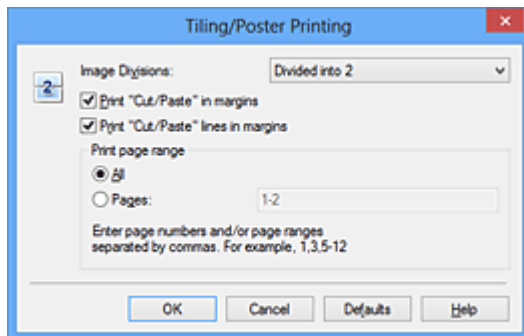 Tiling/Poster Printing
Image Divisions: Divided into 2
2
Print "Cut/Paste" in margins
Print "Cut/Paste" lines in margins
Print page range
All
Pages: 1-2
Enter page numbers and/or page ranges
separated by commas. For example, 1,3,5-12
OK Cancel Defaults Help